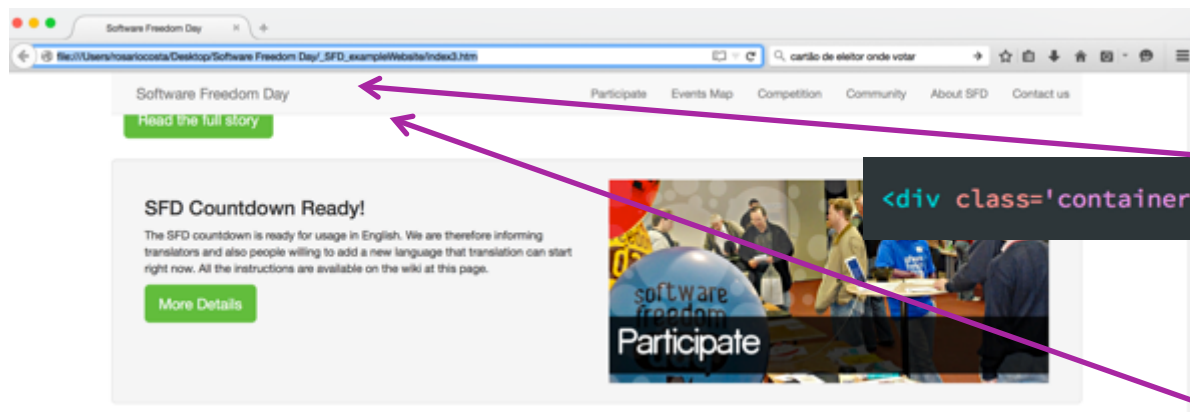 Software Freedom Day
file:///Users/rosariocosta/Desktop/Software Freedom Day/_SFD_exampleWebsite/index3.htm
cartão de eleitor onde votar
Software Freedom Day Participate Events Map Competition Community About SFD Contact us
Read the full story
SFD Countdown Ready!
The SFD countdown is ready for usage in English. We are therefore informing
translators and also people willing to add a new language that translation can start
right now. All the instructions are available on the wiki at this page.
More Details
software
freedom
day
Participate
<div class='container